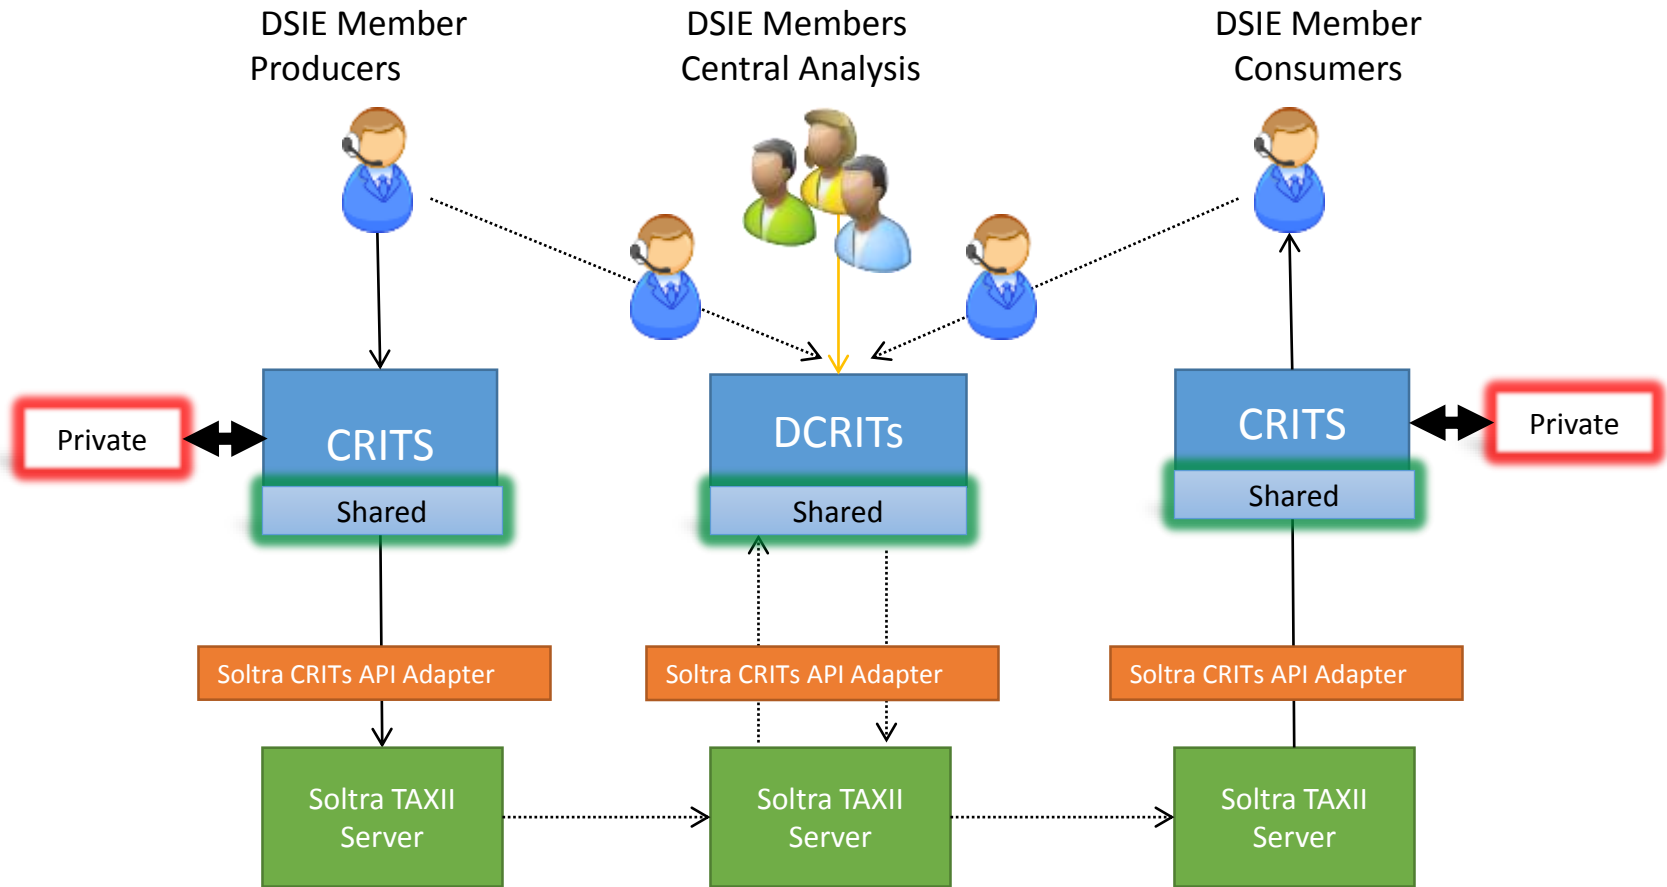 DSIE Member
Producers
DSIE Members
Central Analysis
DSIE Member
Consumers
Private
CRITS
Shared
DCRITs
Shared
CRITS
Shared
Private
Soltra CRITs API Adapter
Soltra CRITs API Adapter
Soltra CRITs API Adapter
Soltra TAXII
Server
Soltra TAXII
Server
Soltra TAXII
Server